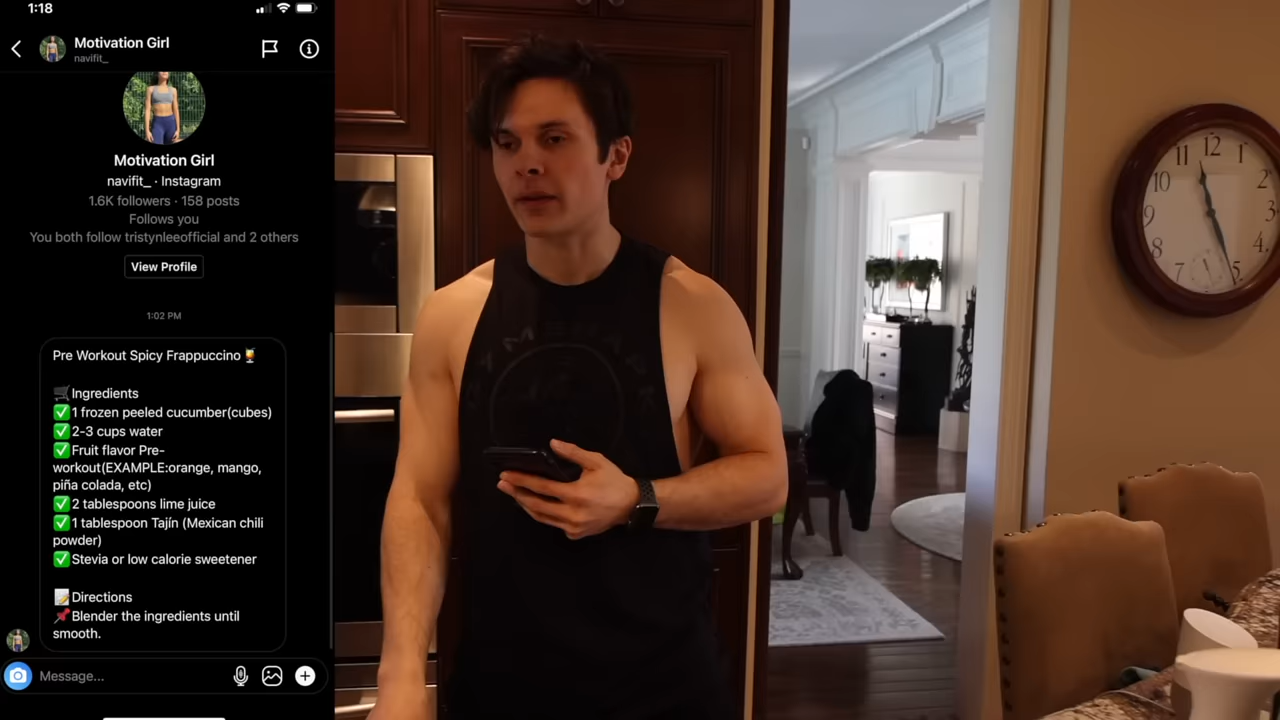 1:18
Motivation Girl
navifit_
Motivation Girl
navifit_ · Instagram
1.6K followers · 158 posts
Follows you
You both follow tristynleeofficial and 2 others
View Profile
1:02 PM
Pre Workout Spicy Frappuccino🍹
🛒Ingredients
✅1 frozen peeled cucumber(cubes)
✅2-3 cups water
✅Fruit flavor Pre-
workout(EXAMPLE:orange, mango,
piña colada, etc)
✅2 tablespoons lime juice
✅1 tablespoon Tajín (Mexican chili
powder)
✅Stevia or low calorie sweetener
📝Directions
📌Blender the ingredients until
smooth.
Message...
11 12 1
10 2
9 3
8 4
7 5